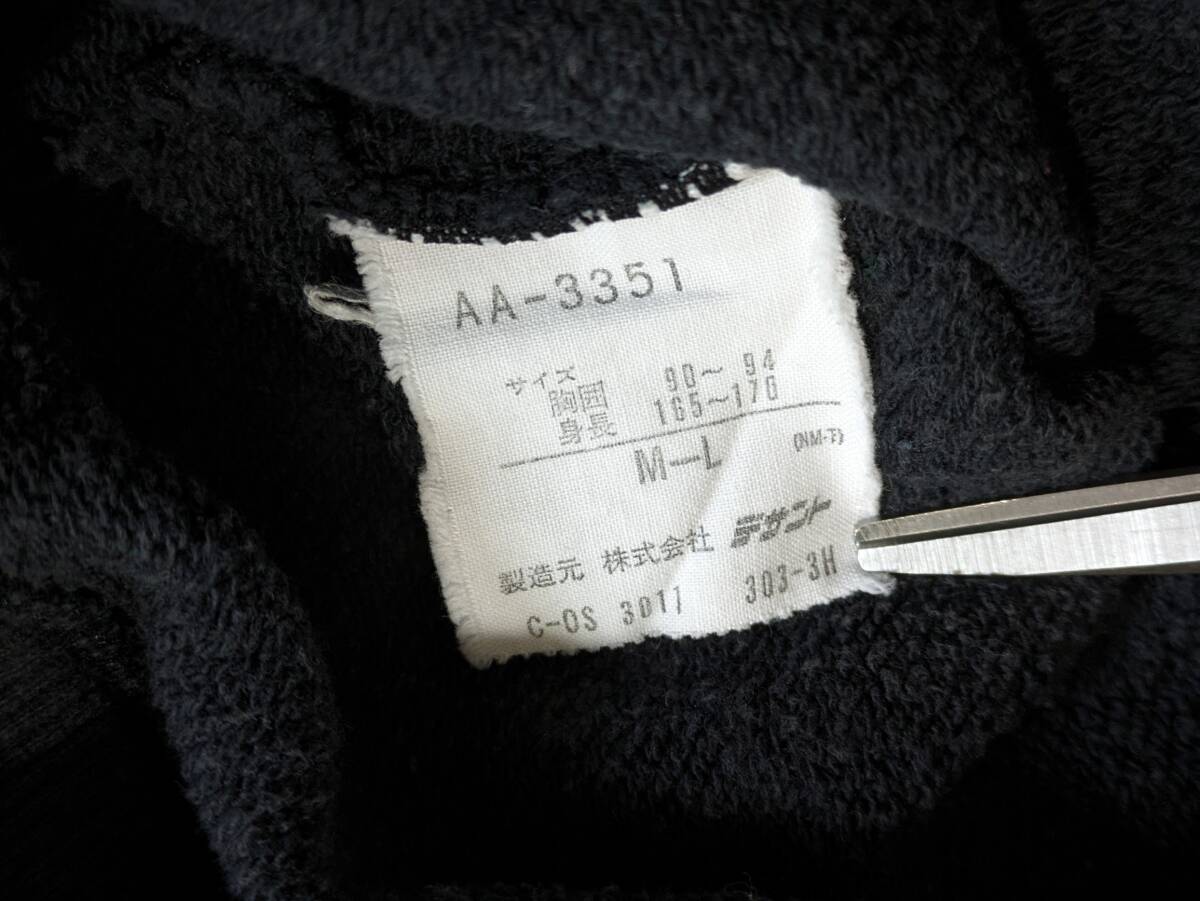 AA-3351
サイズ
胸囲 90～94
身長 165～170
M-L (NM-T)
製造元 株式会社 デサント
C-OS 3011 303-3H